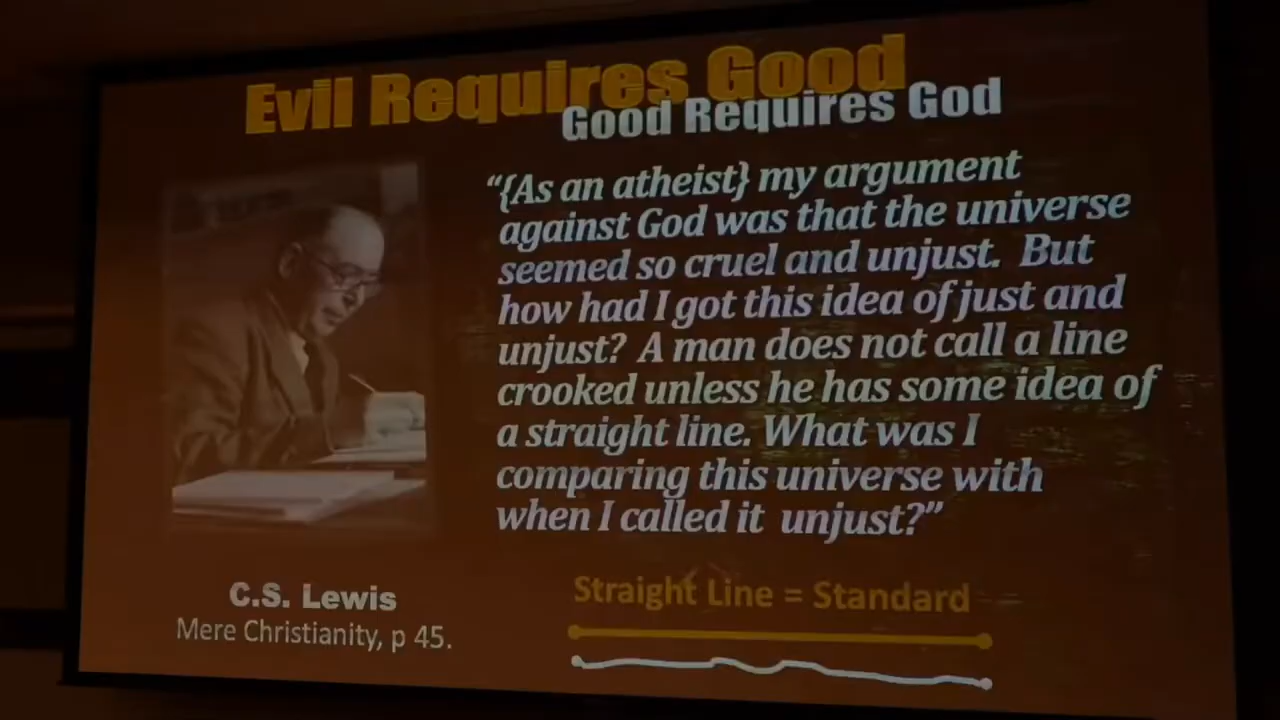 Evil Requires Good
Good Requires God
“{As an atheist} my argument
against God was that the universe
seemed so cruel and unjust. But
how had I got this idea of just and
unjust? A man does not call a line
crooked unless he has some idea of
a straight line. What was I
comparing this universe with
when I called it unjust?”
C.S. Lewis
Mere Christianity, p 45.
Straight Line = Standard